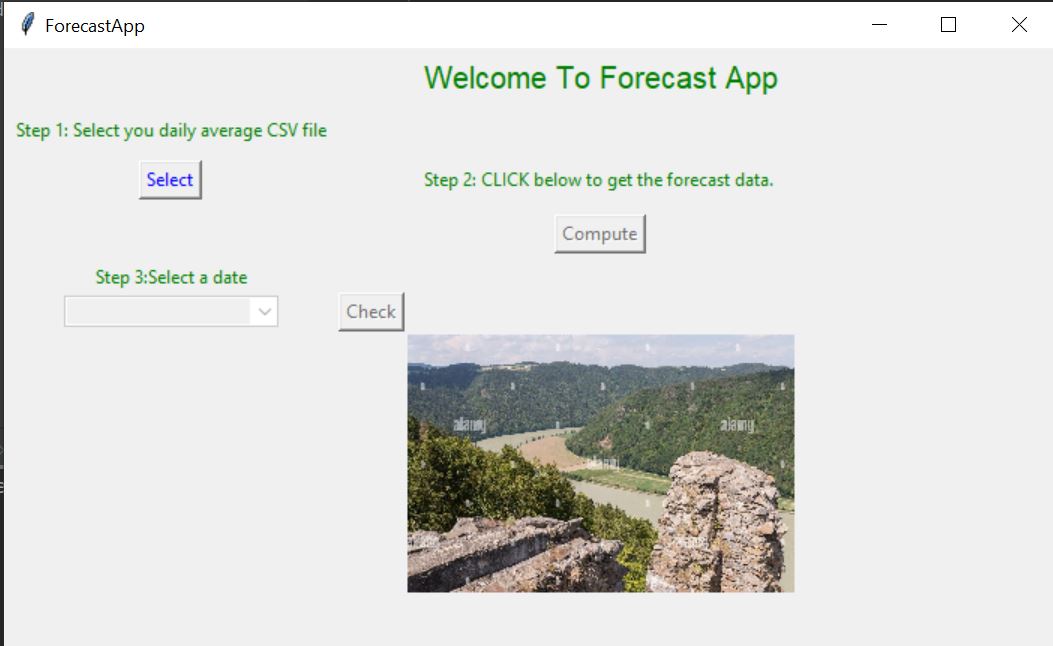 ForecastApp
Welcome To Forecast App
Step 1: Select you daily average CSV file
Select
Step 2: CLICK below to get the forecast data.
Compute
Step 3:Select a date
Check
alamy
alamy
alamy